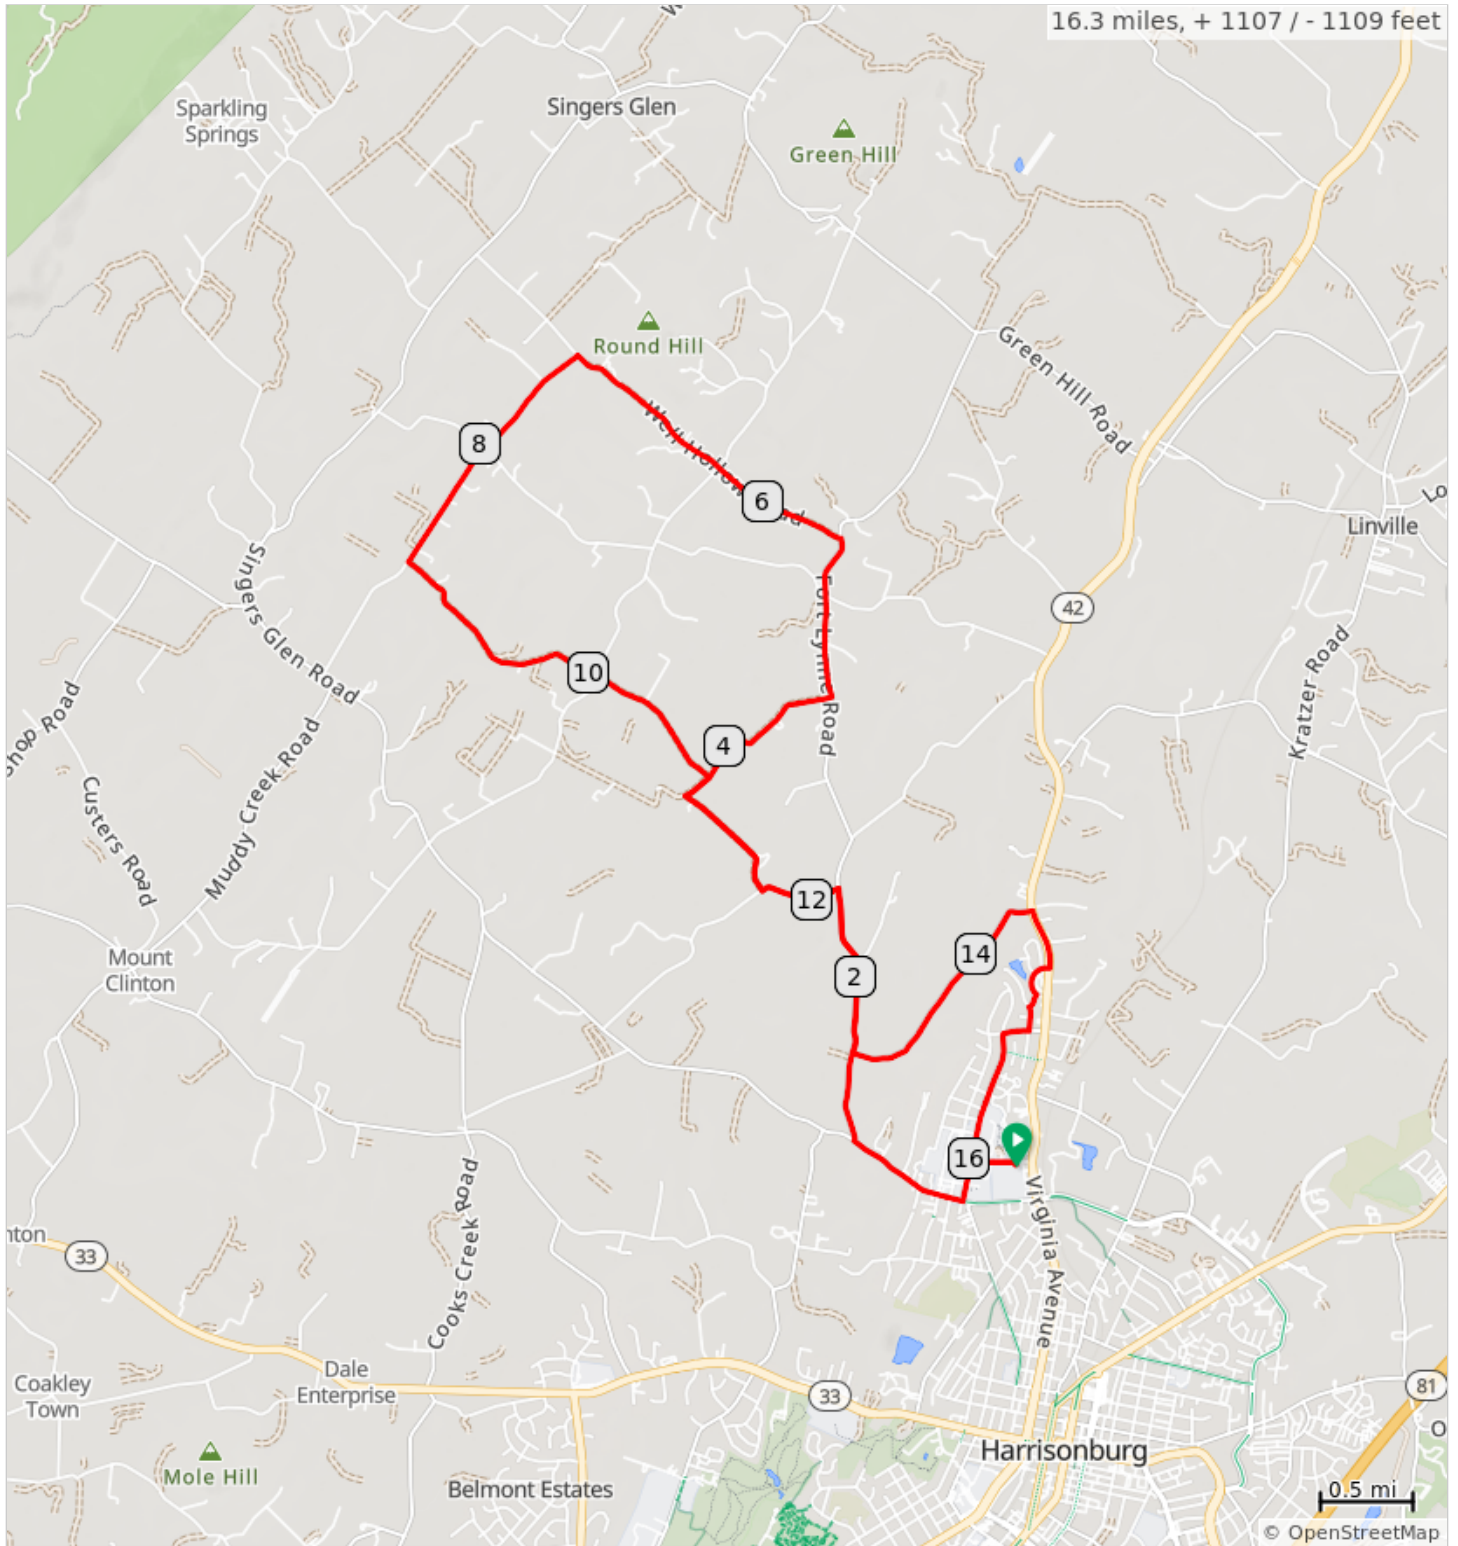 16.3 miles, + 1107 / - 1109 feet
Sparkling
Springs
Singers Glen
Green Hill
Round Hill
Green Hill Road
8
6
Fort Lynne Road
Singers Glen Road
Linville
42
Kratzer Road
10
4
Custers Road
Muddy Creek Road
12
Mount
Clinton
14
2
16
Virginia Avenue
Cooks Creek Road
33
Dale
Enterprise
Coakley
Town
33
81
Mole Hill
Harrisonburg
Belmont Estates
0.5 mi
© OpenStreetMap